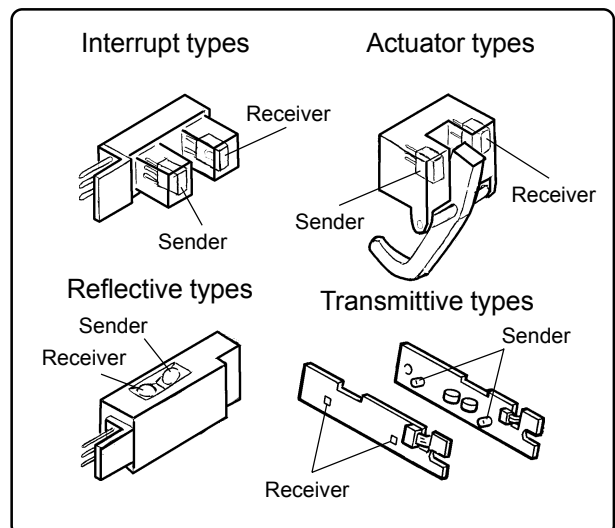 Interrupt types
Receiver
Sender
Actuator types
Sender
Receiver
Reflective types
Sender
Receiver
Transmittive types
Sender
Receiver